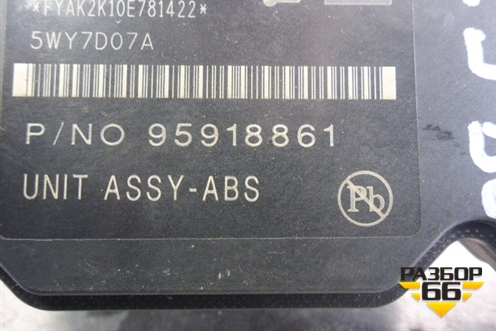 *FYAK2K10E781422*
5WY7D07A
P/NO 95918861
UNIT ASSY-ABS
Pb
РАЗБОР
66